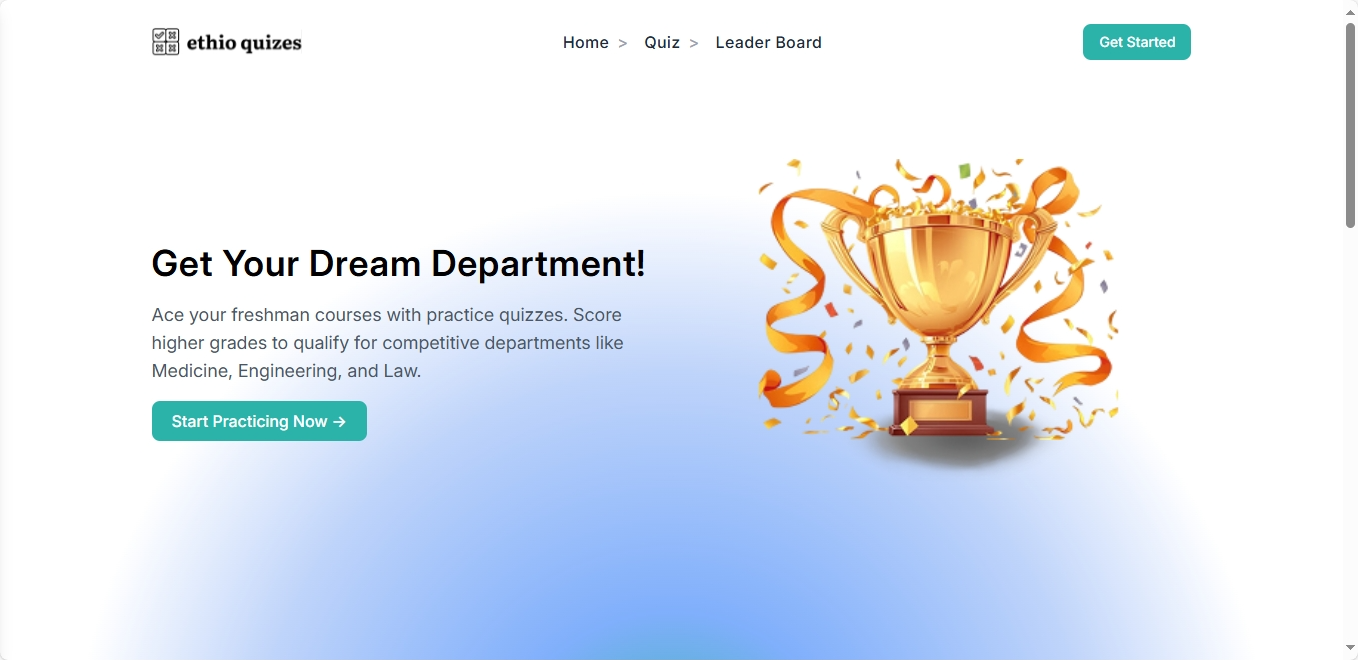 ethio quizes
Home > Quiz > Leader Board
Get Started
Get Your Dream Department!
Ace your freshman courses with practice quizzes. Score
higher grades to qualify for competitive departments like
Medicine, Engineering, and Law.
Start Practicing Now →